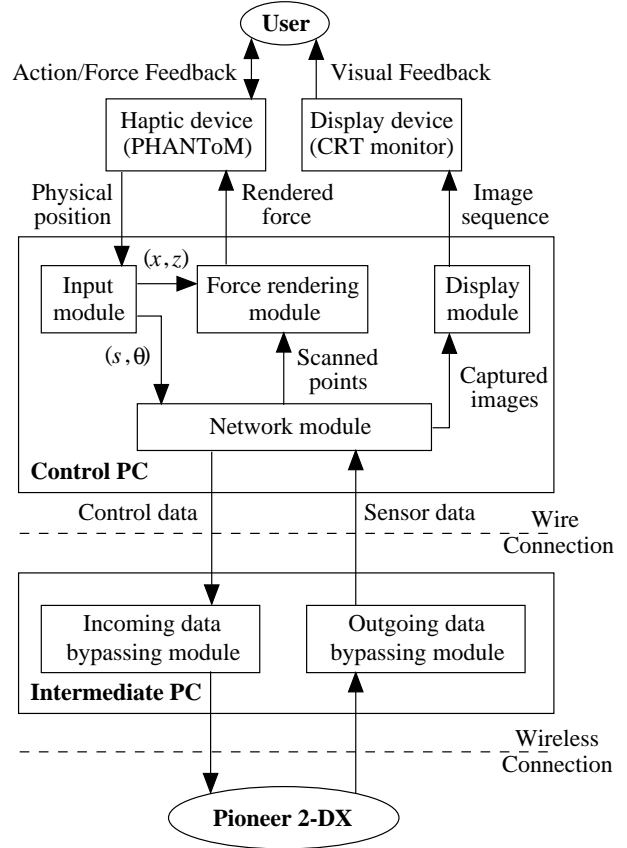 User
Action/Force Feedback
Visual Feedback
Haptic device
(PHANToM)
Display device
(CRT monitor)
Physical
position
Rendered
force
Image
sequence
(x, z)
Input
module
Force rendering
module
Display
module
(s, θ)
Scanned
points
Captured
images
Network module
Control PC
Control data
Sensor data
Wire
Connection
Incoming data
bypassing module
Outgoing data
bypassing module
Intermediate PC
Wireless
Connection
Pioneer 2-DX